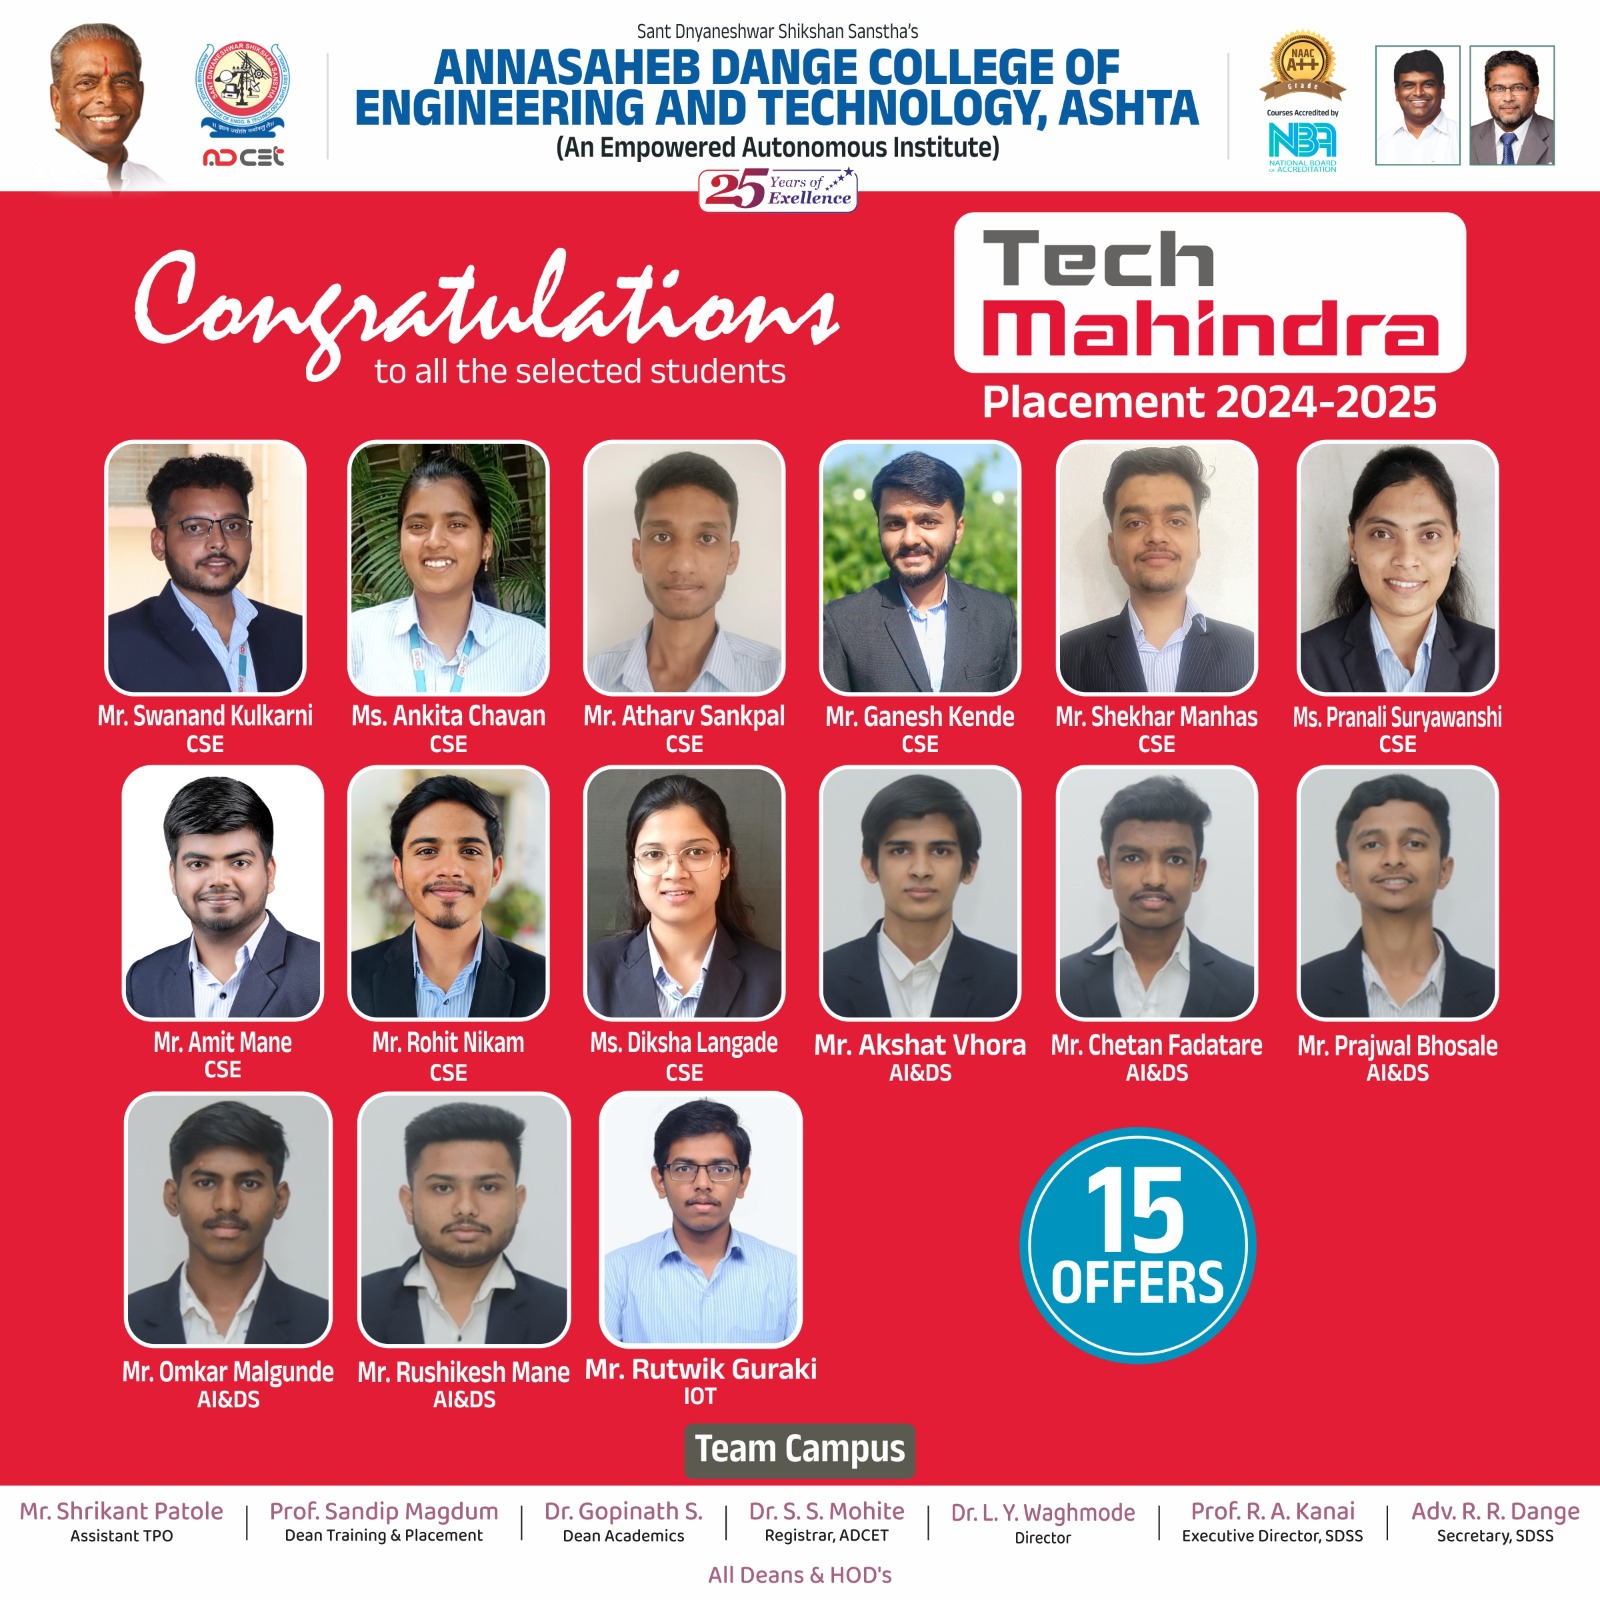 Sant Dnyaneshwar Shikshan Sanstha's
ANNASAHEB DANGE COLLEGE OF
ENGINEERING AND TECHNOLOGY, ASHTA
(An Empowered Autonomous Institute)
ADCET
NAAC
A++
Grade
Courses Accredited by
NBA
NATIONAL BOARD
OF ACCREDITATION
25 Years of
Exellence
Congratulations
to all the selected students
Tech
Mahindra
Placement 2024-2025
Mr. Swanand Kulkarni
CSE
Ms. Ankita Chavan
CSE
Mr. Atharv Sankpal
CSE
Mr. Ganesh Kende
CSE
Mr. Shekhar Manhas
CSE
Ms. Pranali Suryawanshi
CSE
Mr. Amit Mane
CSE
Mr. Rohit Nikam
CSE
Ms. Diksha Langade
CSE
Mr. Akshat Vhora
AI&DS
Mr. Chetan Fadatare
AI&DS
Mr. Prajwal Bhosale
AI&DS
Mr. Omkar Malgunde
AI&DS
Mr. Rushikesh Mane
AI&DS
Mr. Rutwik Guraki
IOT
15
OFFERS
Team Campus
Mr. Shrikant Patole
Assistant TPO
Prof. Sandip Magdum
Dean Training & Placement
Dr. Gopinath S.
Dean Academics
Dr. S. S. Mohite
Registrar, ADCET
Dr. L. Y. Waghmode
Director
Prof. R. A. Kanai
Executive Director, SDSS
Adv. R. R. Dange
Secretary, SDSS
All Deans & HOD's